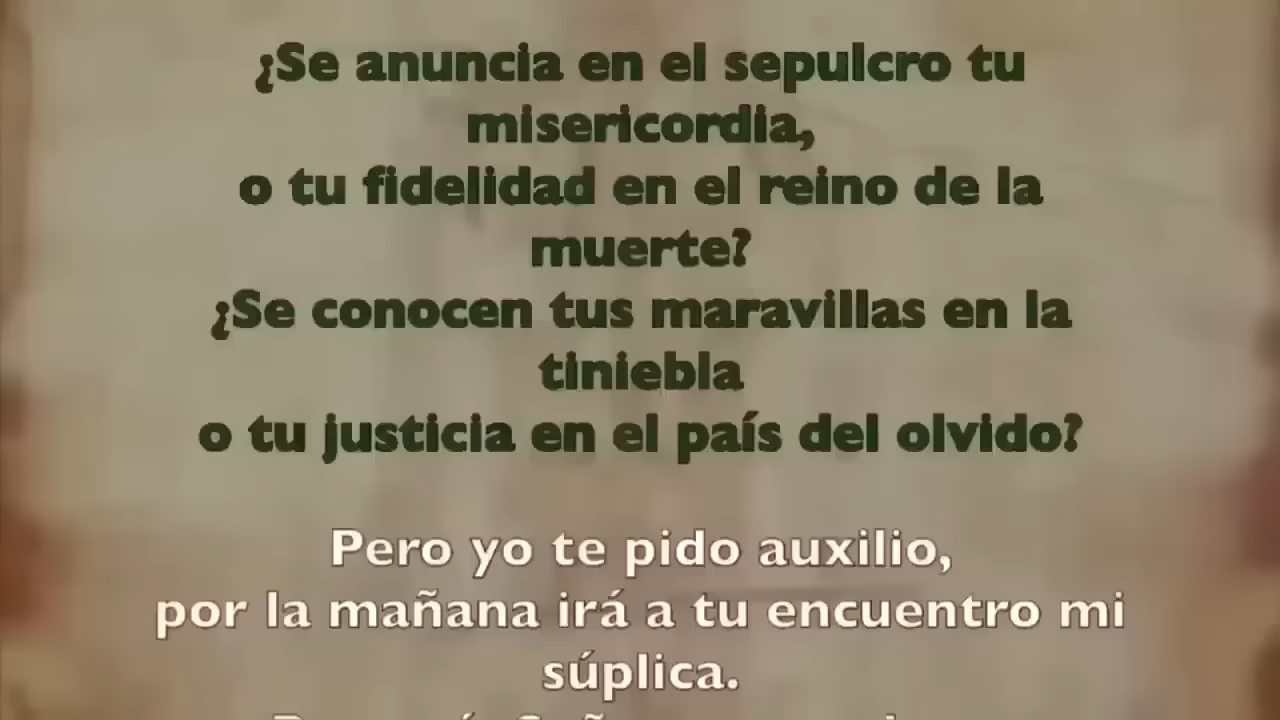 ¿Se anuncia en el sepulcro tu
misericordia,
o tu fidelidad en el reino de la
muerte?
¿Se conocen tus maravillas en la
tiniebla
o tu justicia en el país del olvido?
Pero yo te pido auxilio,
por la mañana irá a tu encuentro mi
súplica.